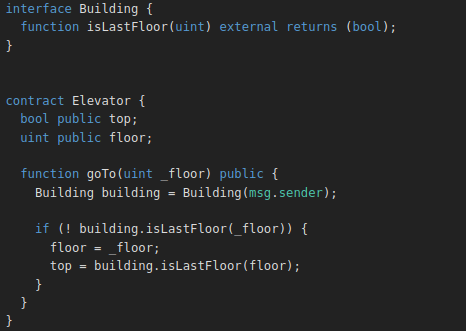 interface Building {
  function isLastFloor(uint) external returns (bool);
}
contract Elevator {
  bool public top;
  uint public floor;
  function goTo(uint _floor) public {
    Building building = Building(msg.sender);
    if (! building.isLastFloor(_floor)) {
      floor = _floor;
      top = building.isLastFloor(floor);
    }
  }
}